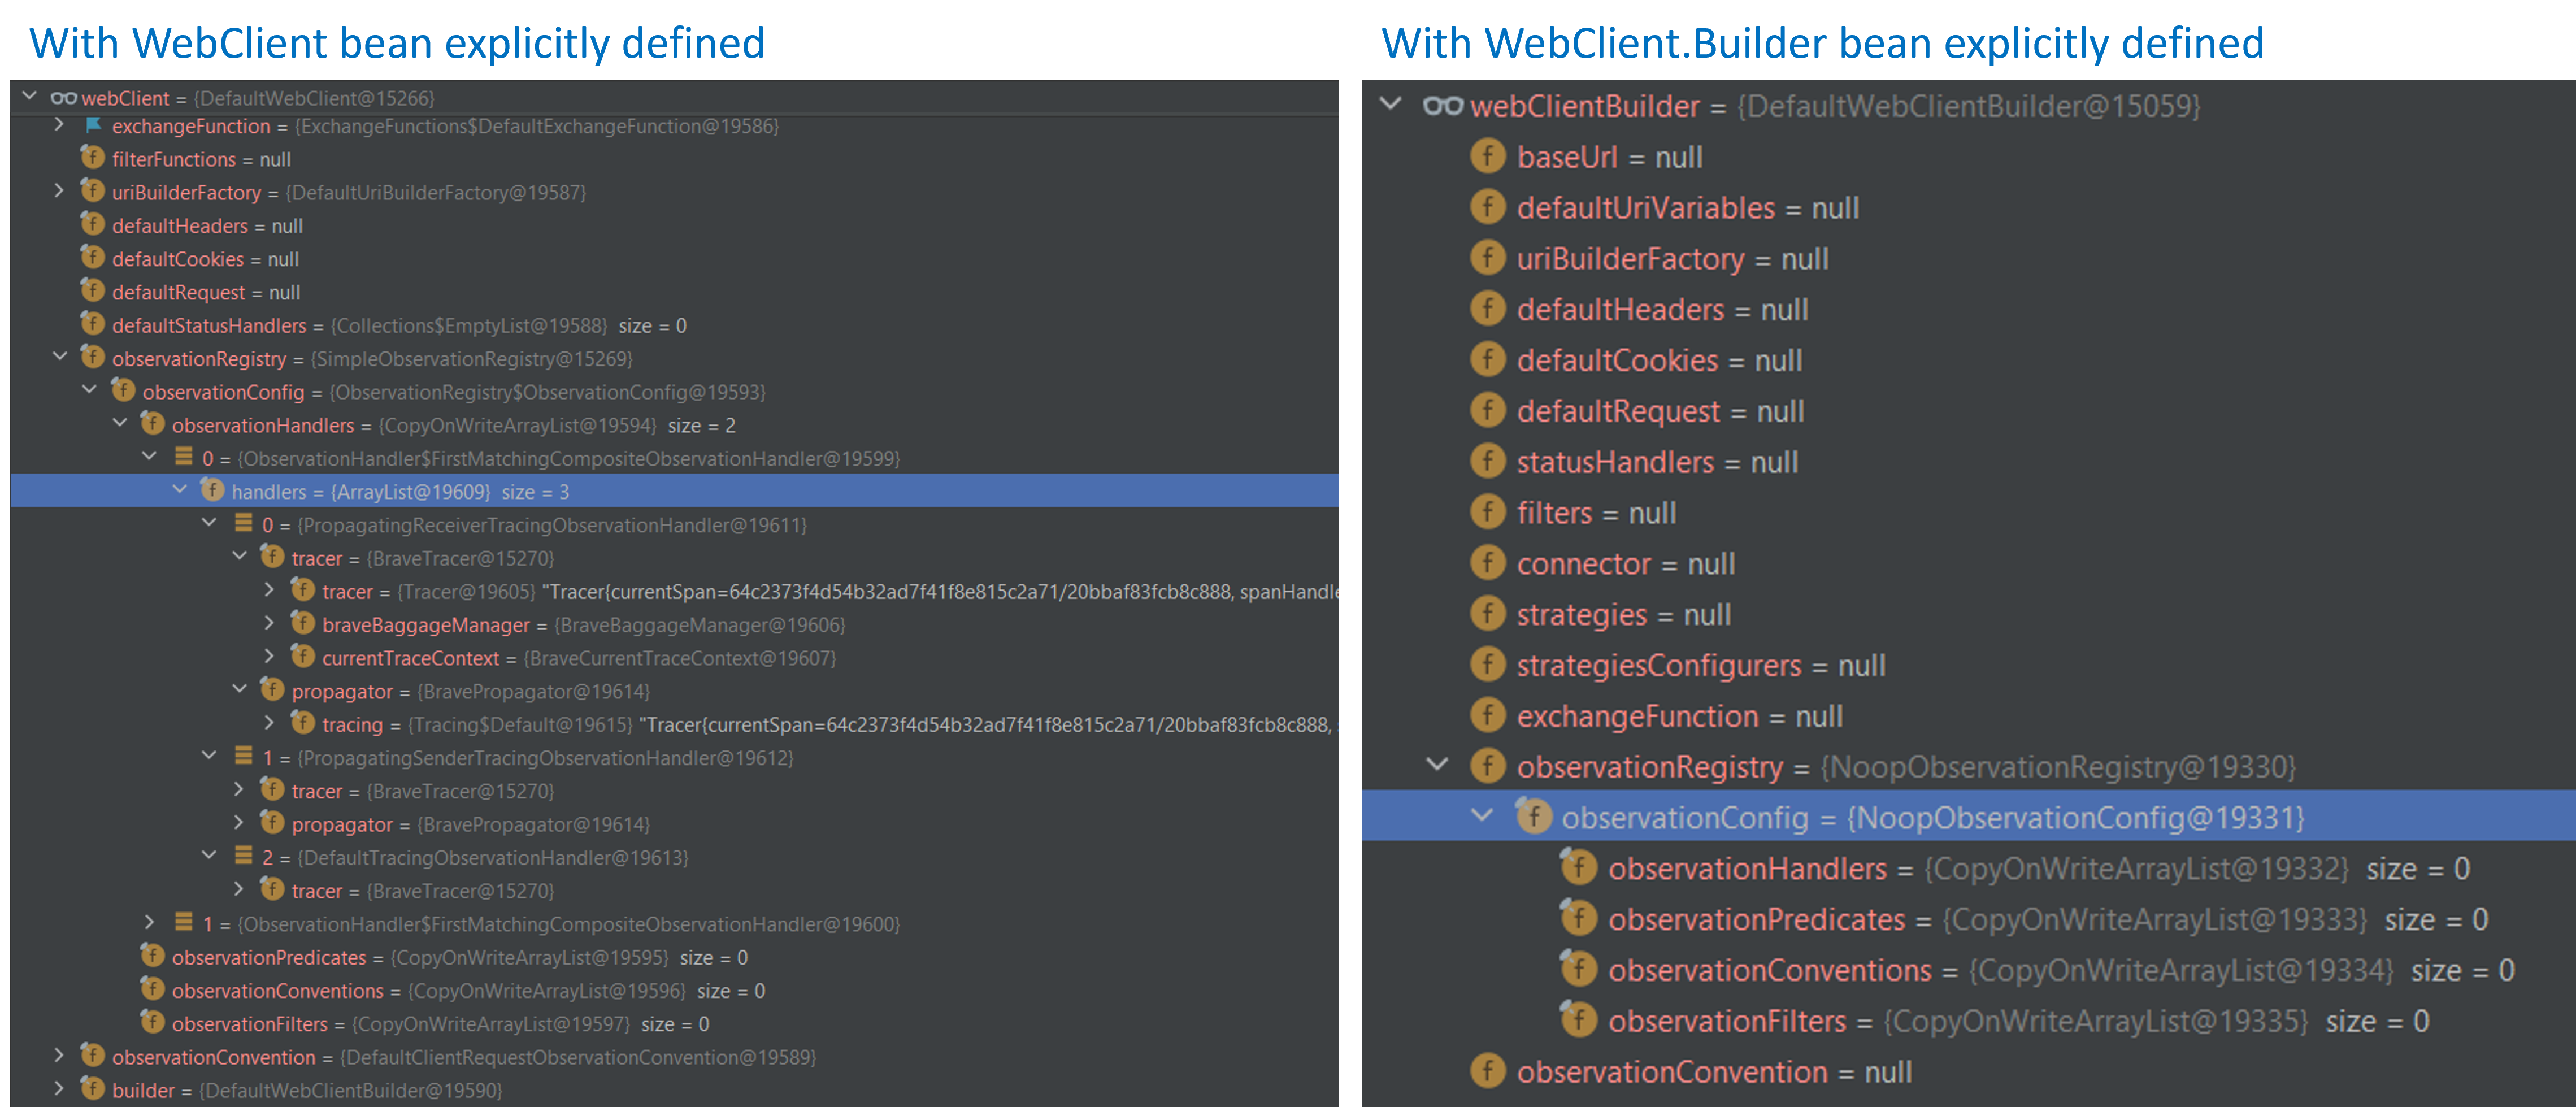 With WebClient bean explicitly defined
webClient = {DefaultWebClient@15266}
exchangeFunction = {ExchangeFunctions$DefaultExchangeFunction@19586}
filterFunctions = null
uriBuilderFactory = {DefaultUriBuilderFactory@19587}
defaultHeaders = null
defaultCookies = null
defaultRequest = null
defaultStatusHandlers = {Collections$EmptyList@19588} size = 0
observationRegistry = {SimpleObservationRegistry@15269}
observationConfig = {ObservationRegistry$ObservationConfig@19593}
observationHandlers = {CopyOnWriteArrayList@19594} size = 2
0 = {ObservationHandler$FirstMatchingCompositeObservationHandler@19599}
handlers = {ArrayList@19609} size = 3
0 = {PropagatingReceiverTracingObservationHandler@19611}
tracer = {BraveTracer@15270}
tracer = {Tracer@19605} "Tracer{currentSpan=64c2373f4d54b32ad7f41f8e815c2a71/20bbaf83fcb8c888, spanHandle
braveBaggageManager = {BraveBaggageManager@19606}
currentTraceContext = {BraveCurrentTraceContext@19607}
propagator = {BravePropagator@19614}
tracing = {Tracing$Default@19615} "Tracer{currentSpan=64c2373f4d54b32ad7f41f8e815c2a71/20bbaf83fcb8c888,
1 = {PropagatingSenderTracingObservationHandler@19612}
tracer = {BraveTracer@15270}
propagator = {BravePropagator@19614}
2 = {DefaultTracingObservationHandler@19613}
tracer = {BraveTracer@15270}
1 = {ObservationHandler$FirstMatchingCompositeObservationHandler@19600}
observationPredicates = {CopyOnWriteArrayList@19595} size = 0
observationConventions = {CopyOnWriteArrayList@19596} size = 0
observationFilters = {CopyOnWriteArrayList@19597} size = 0
observationConvention = {DefaultClientRequestObservationConvention@19589}
builder = {DefaultWebClientBuilder@19590}
With WebClient.Builder bean explicitly defined
webClientBuilder = {DefaultWebClientBuilder@15059}
baseUrl = null
defaultUriVariables = null
uriBuilderFactory = null
defaultHeaders = null
defaultCookies = null
defaultRequest = null
statusHandlers = null
filters = null
connector = null
strategies = null
strategiesConfigurers = null
exchangeFunction = null
observationRegistry = {NoopObservationRegistry@19330}
observationConfig = {NoopObservationConfig@19331}
observationHandlers = {CopyOnWriteArrayList@19332} size = 0
observationPredicates = {CopyOnWriteArrayList@19333} size = 0
observationConventions = {CopyOnWriteArrayList@19334} size = 0
observationFilters = {CopyOnWriteArrayList@19335} size = 0
observationConvention = null